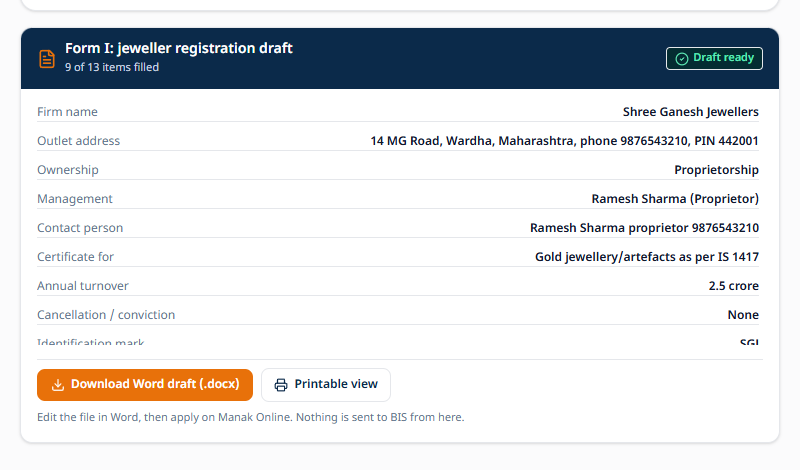 Form I: jeweller registration draft
9 of 13 items filled
Draft ready
Firm name Shree Ganesh Jewellers
Outlet address 14 MG Road, Wardha, Maharashtra, phone 9876543210, PIN 442001
Ownership Proprietorship
Management Ramesh Sharma (Proprietor)
Contact person Ramesh Sharma proprietor 9876543210
Certificate for Gold jewellery/artefacts as per IS 1417
Annual turnover 2.5 crore
Cancellation / conviction None
Identification mark SGJ
Download Word draft (.docx) Printable view
Edit the file in Word, then apply on Manak Online. Nothing is sent to BIS from here.